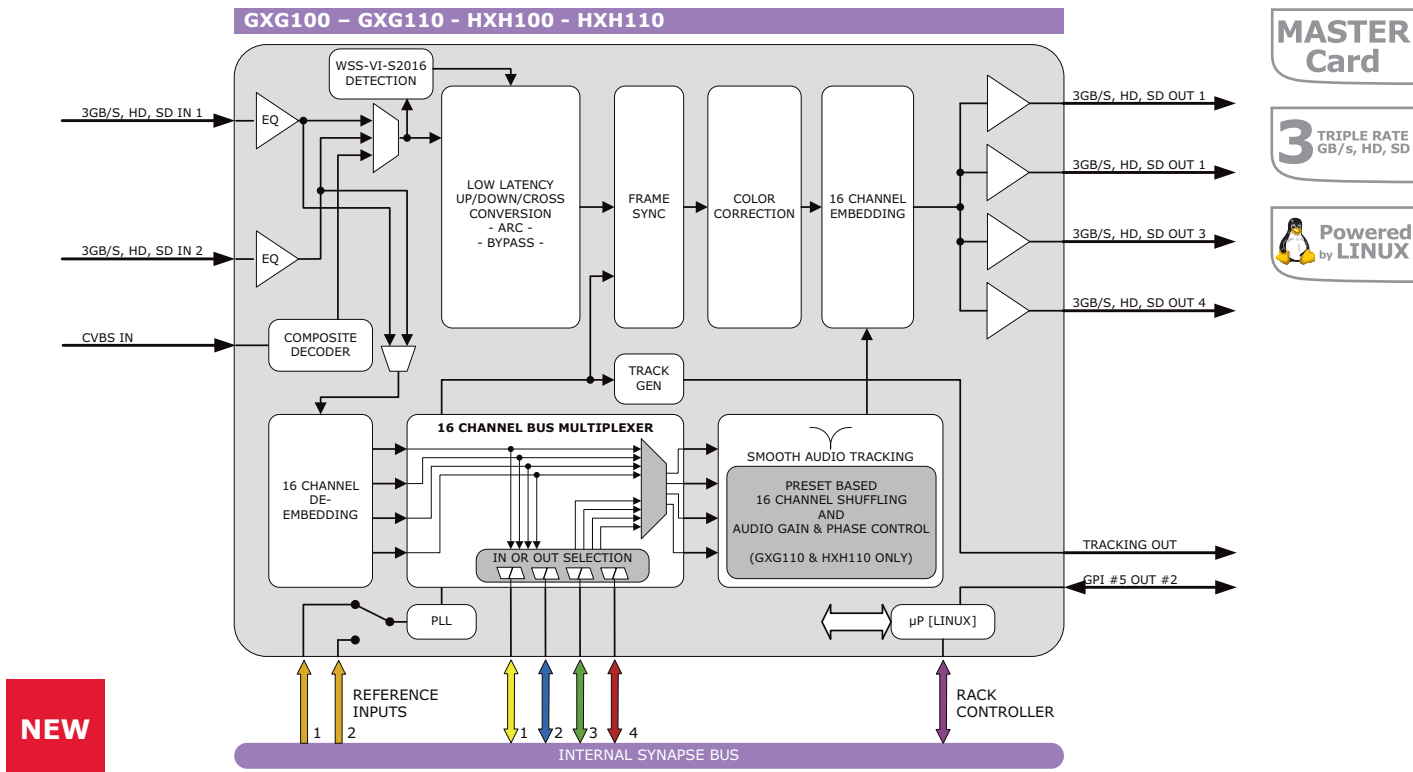 GXG100 – GXG110 - HXH100 - HXH110
MASTER
Card
WSS-VI-S2016
DETECTION
3GB/S, HD, SD IN 1
EQ
3GB/S, HD, SD OUT 1
3
TRIPLE RATE
GB/s, HD, SD
LOW LATENCY
UP/DOWN/CROSS
CONVERSION
- ARC -
- BYPASS -
FRAME
SYNC
COLOR
CORRECTION
16 CHANNEL
EMBEDDING
3GB/S, HD, SD OUT 1
Powered
by LINUX
3GB/S, HD, SD IN 2
EQ
3GB/S, HD, SD OUT 3
3GB/S, HD, SD OUT 4
CVBS IN
COMPOSITE
DECODER
TRACK
GEN
16 CHANNEL BUS MULTIPLEXER
16 CHANNEL
DE-
EMBEDDING
SMOOTH AUDIO TRACKING
PRESET BASED
16 CHANNEL SHUFFLING
AND
AUDIO GAIN & PHASE CONTROL
(GXG110 & HXH110 ONLY)
IN OR OUT SELECTION
TRACKING OUT
GPI #5 OUT #2
PLL
µP [LINUX]
REFERENCE
INPUTS
RACK
CONTROLLER
1 2
1 2 3 4
INTERNAL SYNAPSE BUS
NEW